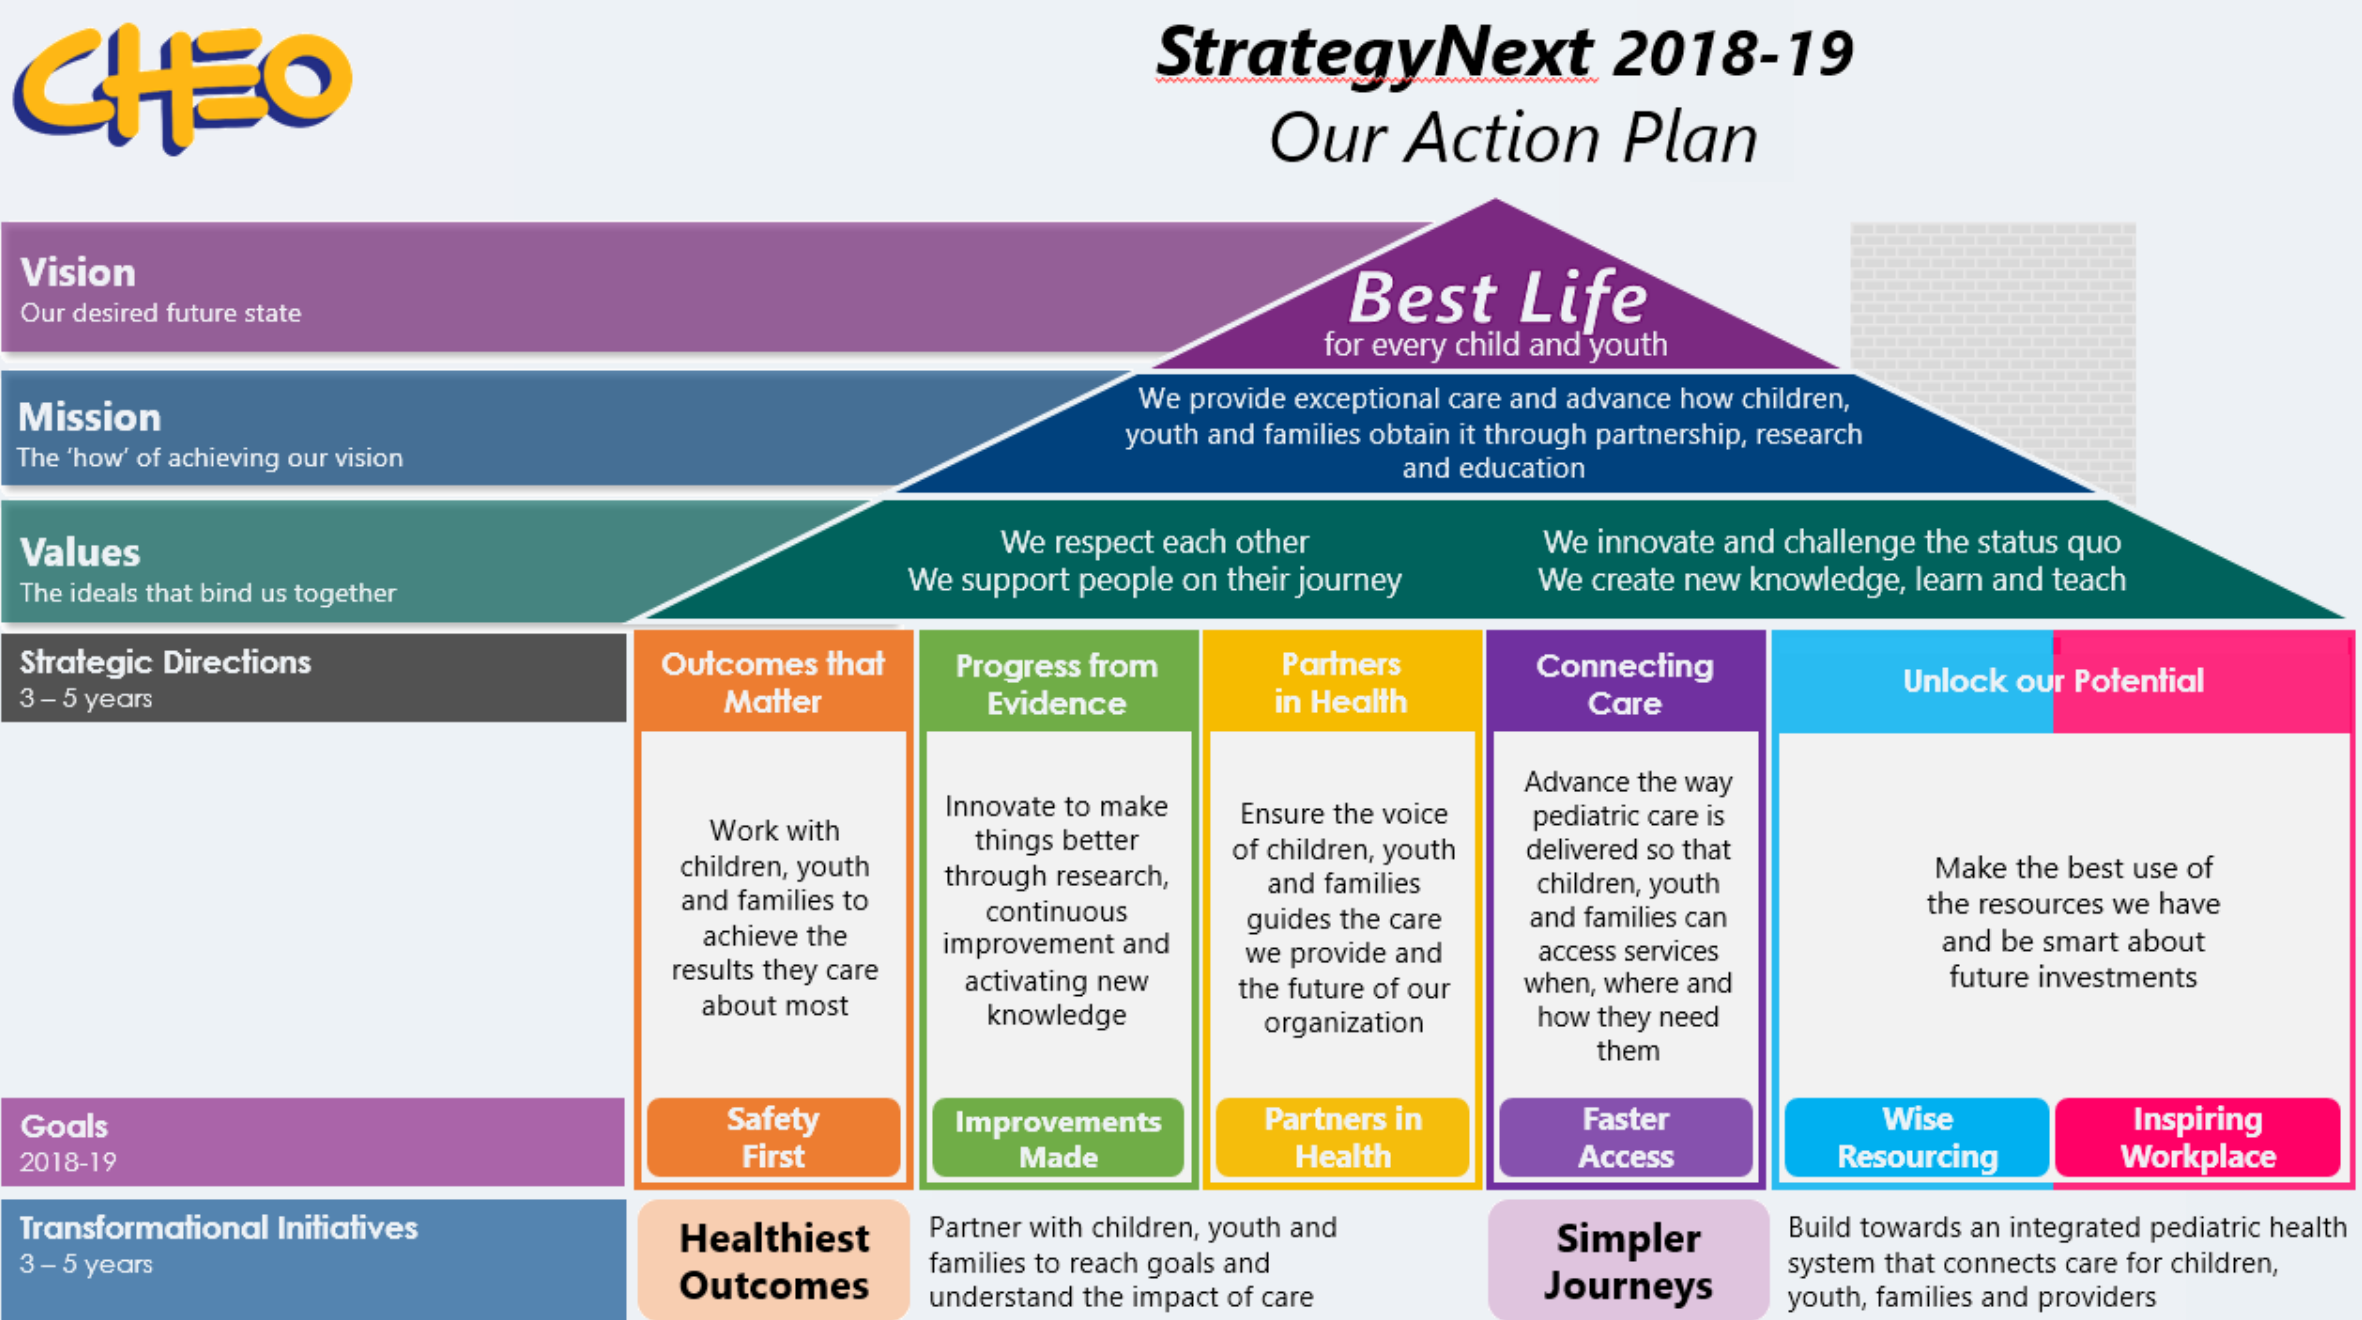 CHEO
StrategyNext 2018-19
Our Action Plan
Vision
Our desired future state
Best Life
for every child and youth
Mission
The ‘how’ of achieving our vision
We provide exceptional care and advance how children,
youth and families obtain it through partnership, research
and education
Values
The ideals that bind us together
We respect each other
We support people on their journey
We innovate and challenge the status quo
We create new knowledge, learn and teach
Strategic Directions
3 – 5 years
Outcomes that
Matter
Work with
children, youth
and families to
achieve the
results they care
about most
Progress from
Evidence
Innovate to make
things better
through research,
continuous
improvement and
activating new
knowledge
Partners
in Health
Ensure the voice
of children, youth
and families
guides the care
we provide and
the future of our
organization
Connecting
Care
Advance the way
pediatric care is
delivered so that
children, youth
and families can
access services
when, where and
how they need
them
Unlock our Potential
Make the best use of
the resources we have
and be smart about
future investments
Goals
2018-19
Safety
First
Improvements
Made
Partners in
Health
Faster
Access
Wise
Resourcing
Inspiring
Workplace
Transformational Initiatives
3 – 5 years
Healthiest
Outcomes
Partner with children, youth and
families to reach goals and
understand the impact of care
Simpler
Journeys
Build towards an integrated pediatric health
system that connects care for children,
youth, families and providers